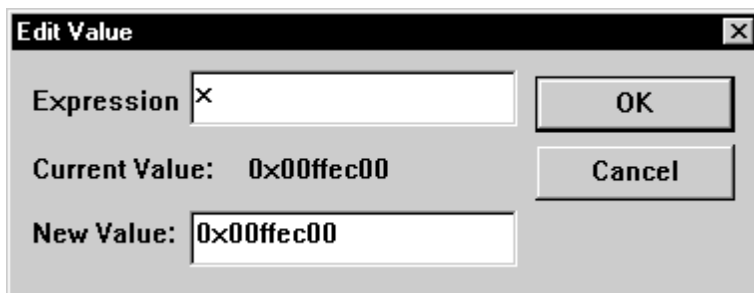 Edit Value
Expression x
OK
Current Value: 0x00ffec00
Cancel
New Value: 0x00ffec00